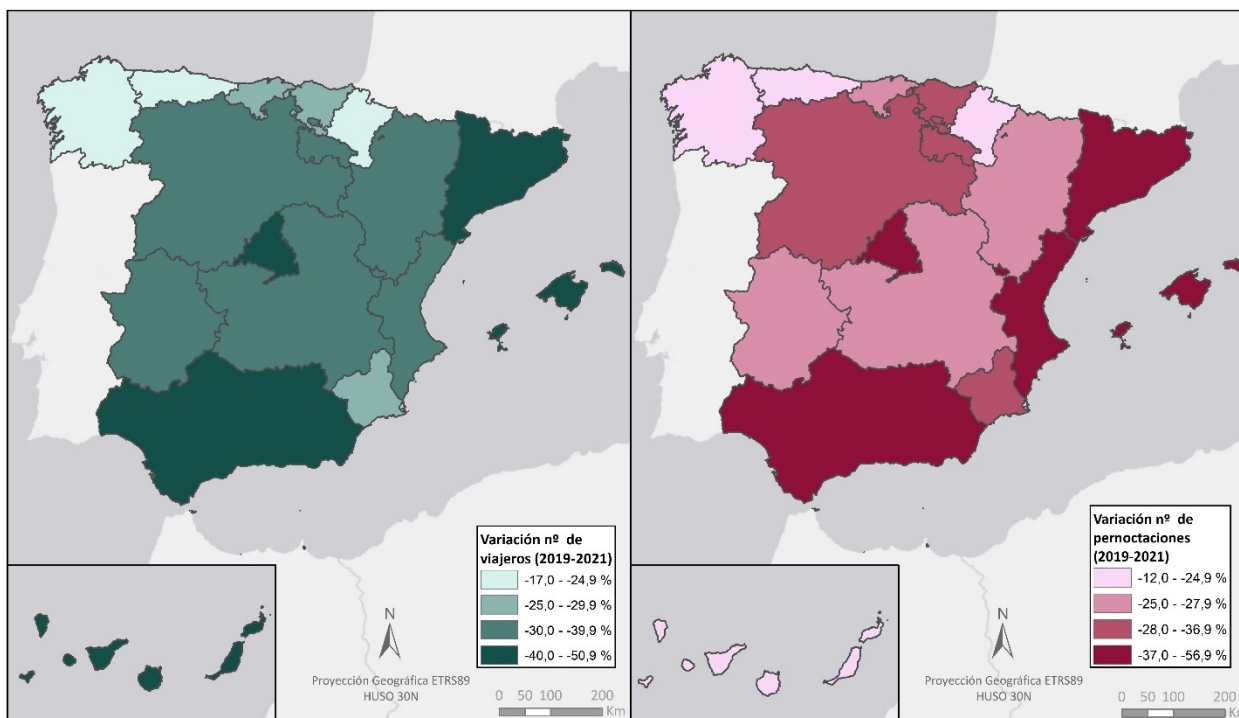 Variación nº de
viajeros (2019-2021)
-17,0 - -24,9 %
-25,0 - -29,9 %
-30,0 - -39,9 %
-40,0 - -50,9 %
N
Proyección Geográfica ETRS89
HUSO 30N
0 50 100 200
Km
Variación nº de
pernoctaciones
(2019-2021)
-12,0 - -24,9 %
-25,0 - -27,9 %
-28,0 - -36,9 %
-37,0 - -56,9 %
N
Proyección Geográfica ETRS89
HUSO 30N
0 50 100 200
Km